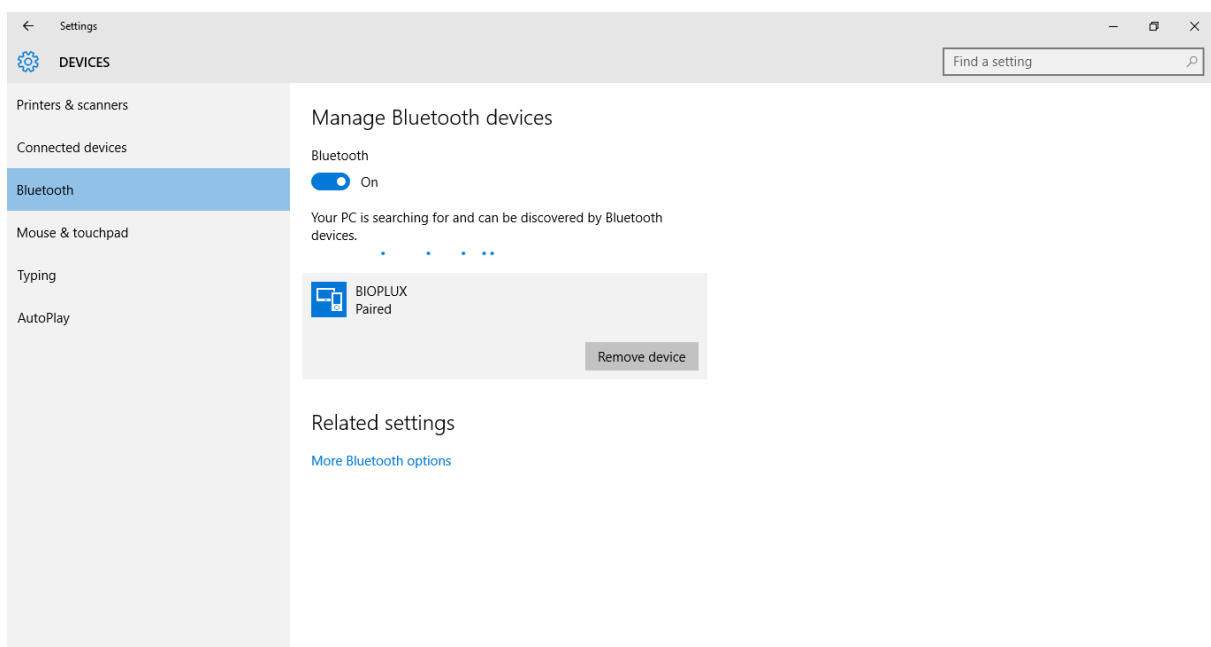 Settings
DEVICES
Find a setting
Printers & scanners
Connected devices
Bluetooth
Mouse & touchpad
Typing
AutoPlay
Manage Bluetooth devices
Bluetooth
On
Your PC is searching for and can be discovered by Bluetooth
devices.
BIOPLUX
Paired
Remove device
Related settings
More Bluetooth options